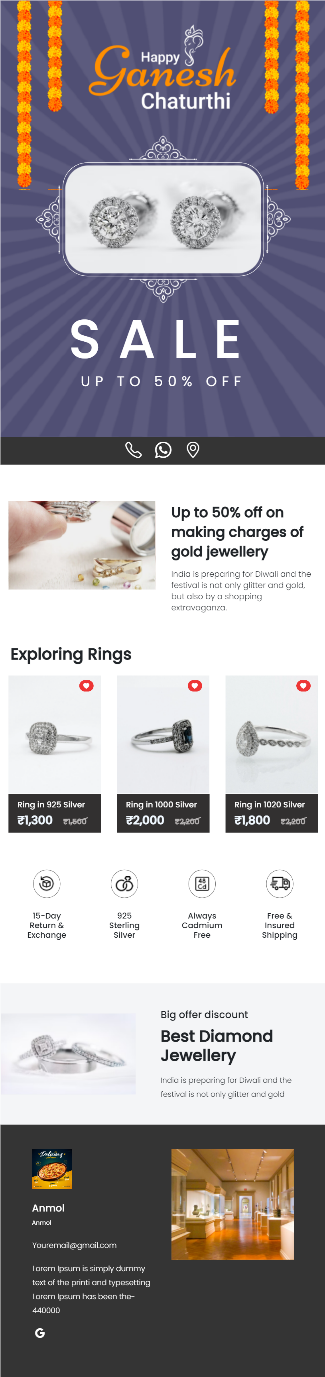 Happy
Ganesh
Chaturthi
SALE
UP TO 50% OFF
Up to 50% off on
making charges of
gold jewellery
India is preparing for Diwali and the
festival is not only glitter and gold,
but also by a shopping
extravaganza.
Exploring Rings
Ring in 925 Silver
₹1,300 ₹1,500
Ring in 1000 Silver
₹2,000 ₹2,200
Ring in 1020 Silver
₹1,800 ₹2,200
15-Day
Return &
Exchange
925
Sterling
Silver
48
Cd
Always
Cadmium
Free
Free &
Insured
Shipping
Big offer discount
Best Diamond
Jewellery
India is preparing for Diwali and the
festival is not only glitter and gold
Delicious
Anmol
Anmol
Youremail@gmail.com
Lorem Ipsum is simply dummy
text of the printi and typesetting
Lorem Ipsum has been the-
440000
G